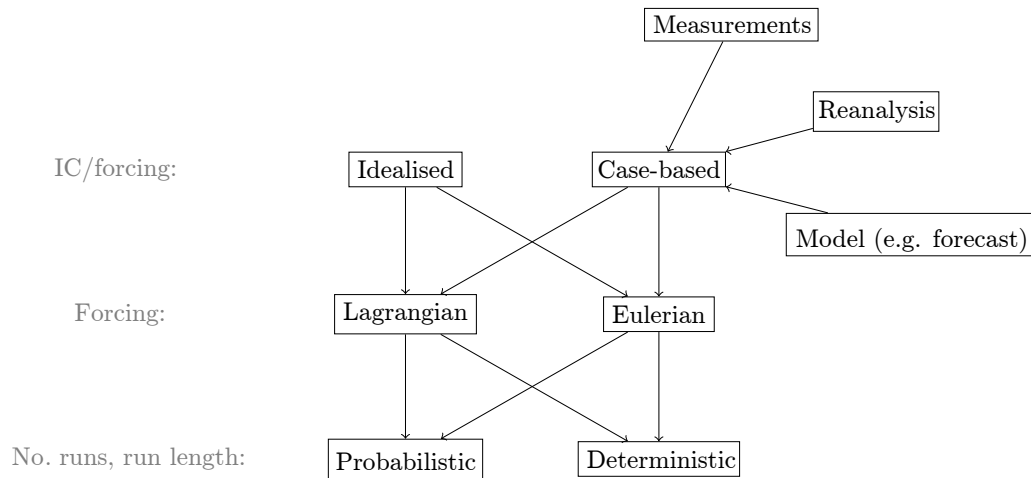 Measurements
Reanalysis
IC/forcing:
Idealised
Case-based
Model (e.g. forecast)
Forcing:
Lagrangian
Eulerian
No. runs, run length:
Probabilistic
Deterministic